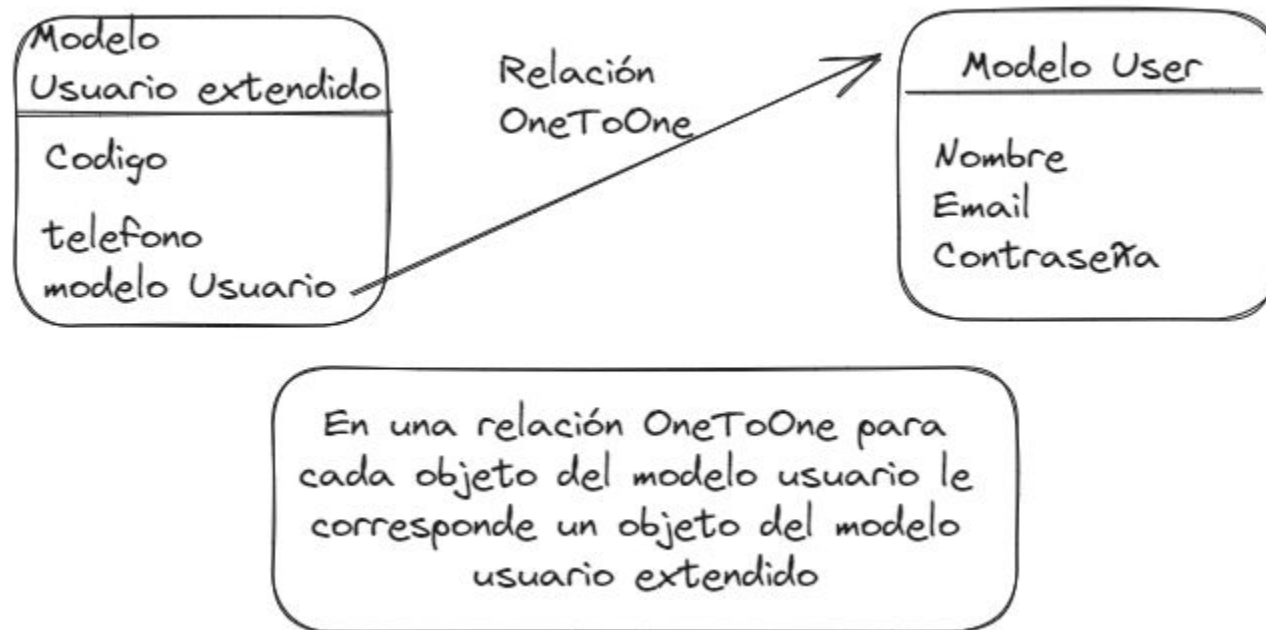 Modelo
Usuario extendido
Codigo
telefono
modelo Usuario
Relación
OneToOne
Modelo User
Nombre
Email
Contraseña
En una relación OneToOne para
cada objeto del modelo usuario le
corresponde un objeto del modelo
usuario extendido